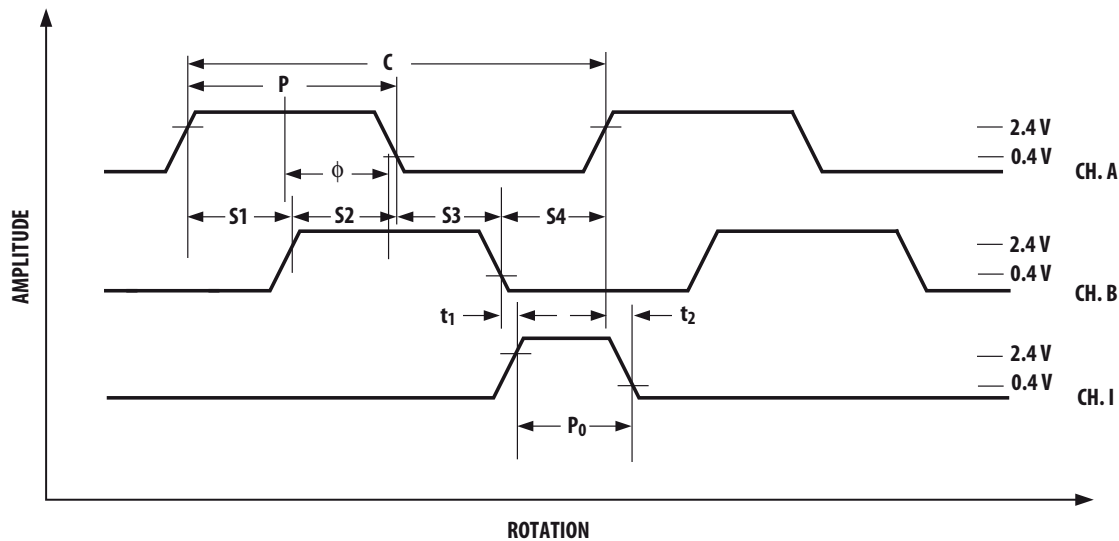 C
P
2.4 V
0.4 V
CH. A
ϕ
S1 S2 S3 S4
2.4 V
0.4 V
CH. B
t1 t2
2.4 V
0.4 V
CH. I
P0
AMPLITUDE
ROTATION